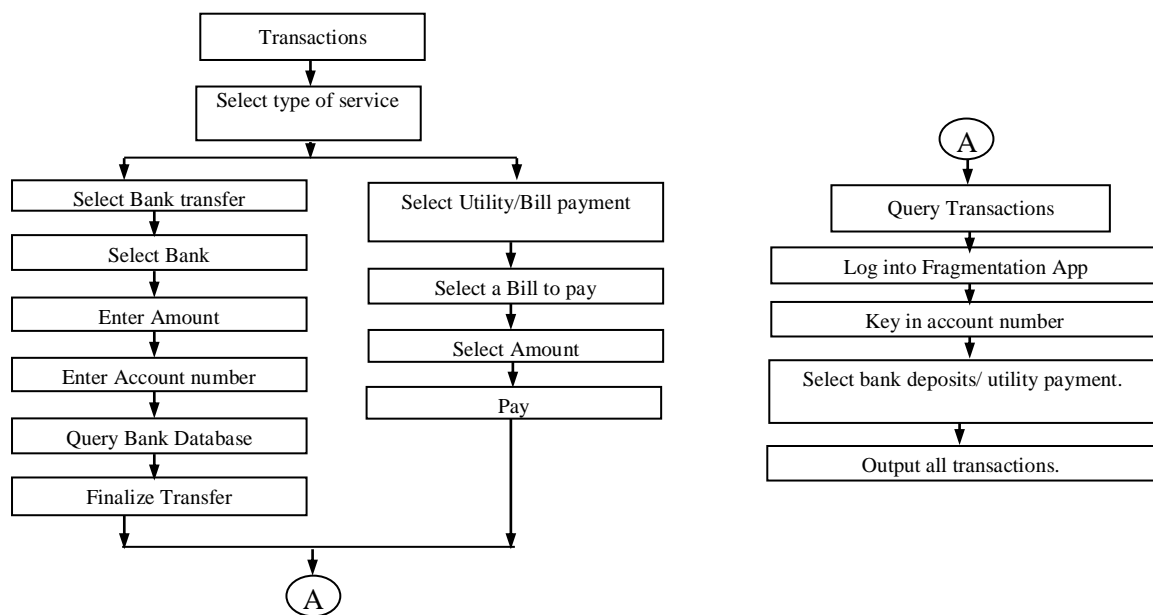 Transactions
Select type of service
Select Bank transfer
Select Bank
Enter Amount
Enter Account number
Query Bank Database
Finalize Transfer
Select Utility/Bill payment
Select a Bill to pay
Select Amount
Pay
A
A
Query Transactions
Log into Fragmentation App
Key in account number
Select bank deposits/ utility payment.
Output all transactions.